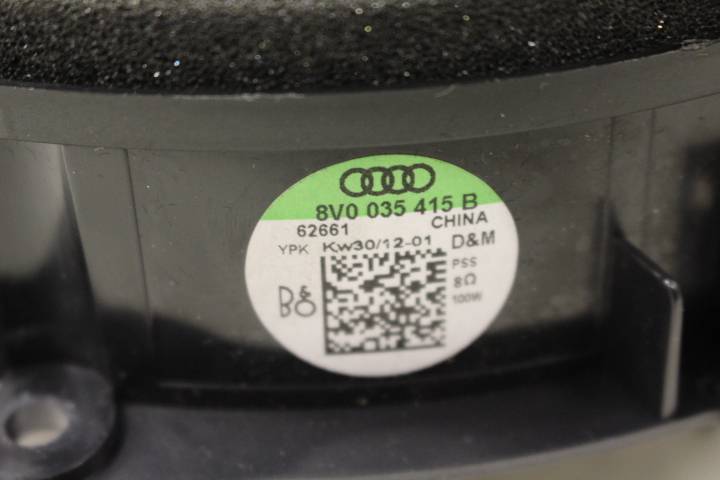 8V0 035 415 B
62661 CHINA
YPK Kw30/12-01 D&M
PSS
8Ω
100W
B&O